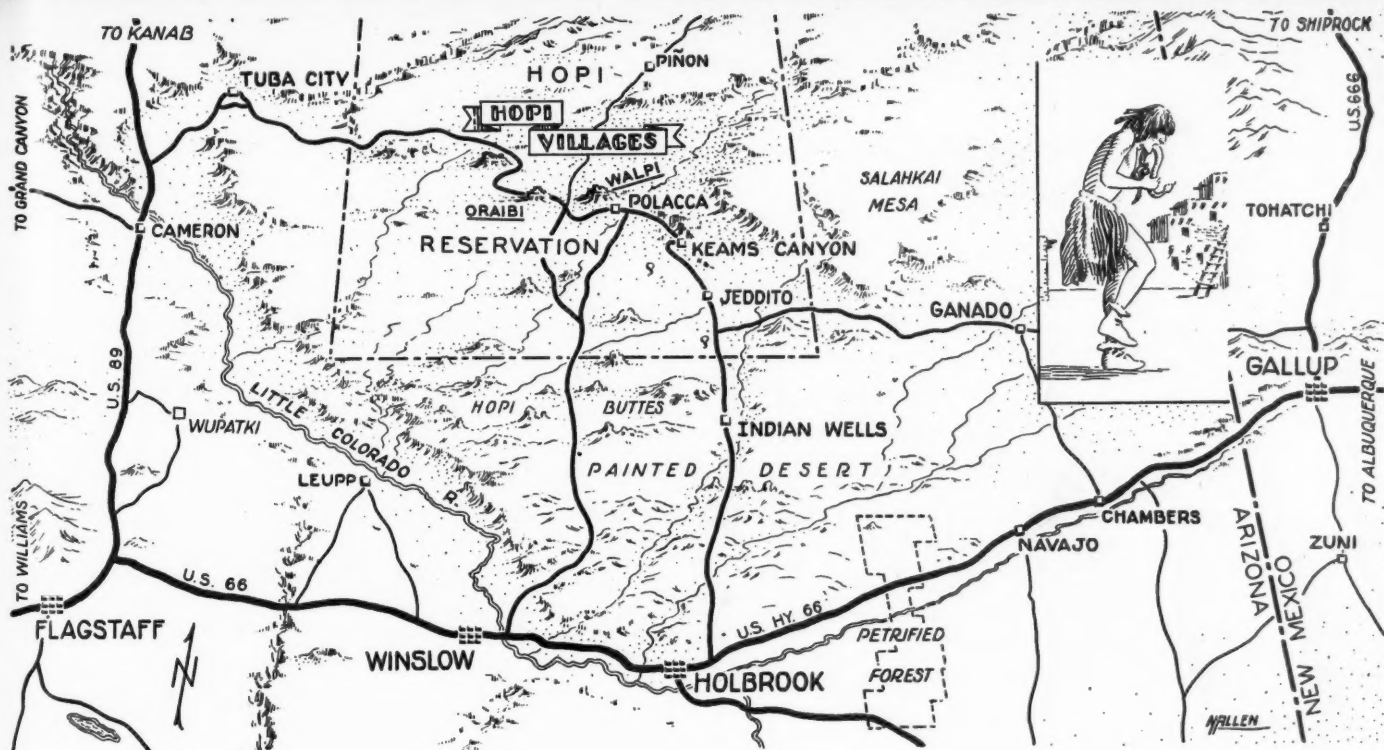 TO KANAB
TO SHIPROCK
TUBA CITY
HOPI
PIÑON
U.S. 666
HOPI
VILLAGES
TO GRAND CANYON
WALPI
SALAHKAI
MESA
ORAIBI
POLACCA
TOHATCHI
CAMERON
RESERVATION
KEAMS CANYON
JEDDITO
GANADO
GALLUP
U.S. 89
LITTLE
COLORADO
R.
HOPI
BUTTES
WUPATKI
INDIAN WELLS
TO ALBUQUERQUE
PAINTED
DESERT
LEUPP
CHAMBERS
TO WILLIAMS
NAVAJO
ARIZONA
NEW MEXICO
ZUNI
U.S. 66
U.S. HY. 66
FLAGSTAFF
PETRIFIED
FOREST
N
WINSLOW
HOLBROOK
NALLEN